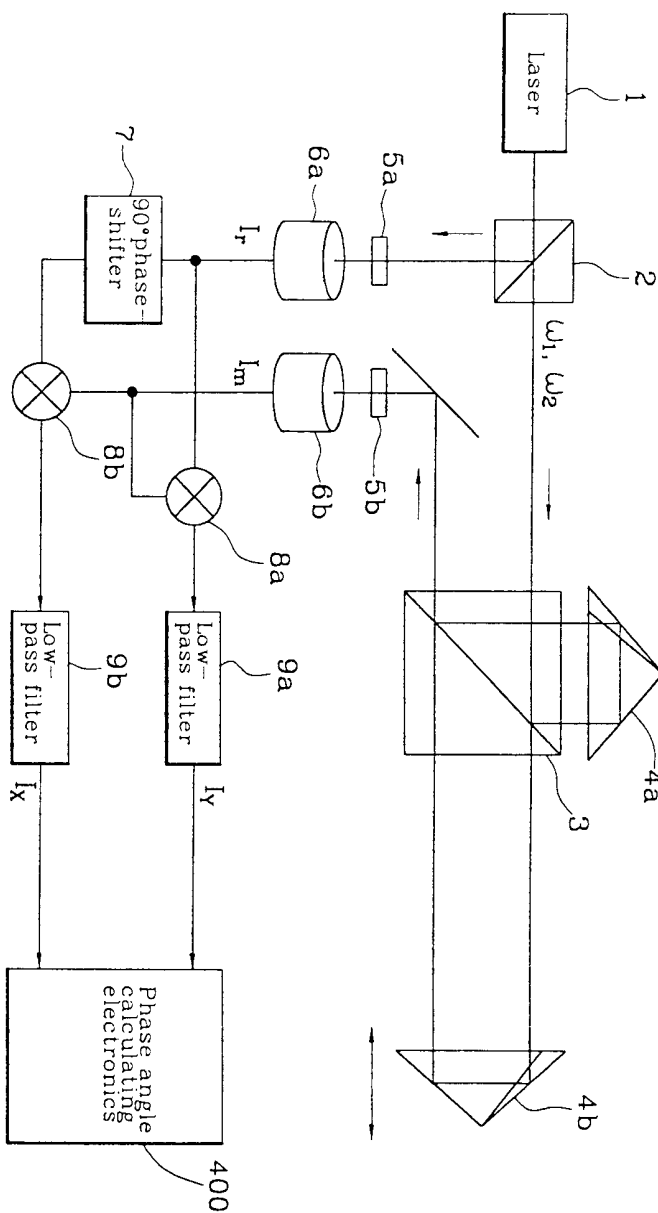 1
Laser
2
ω1, ω2
3
4a
4b
5a
5b
6a
6b
Ir
Im
7
90°phase-
shifter
8a
8b
9a
Low-
pass filter
9b
Low-
pass filter
IY
IX
Phase angle
calculating
electronics
400